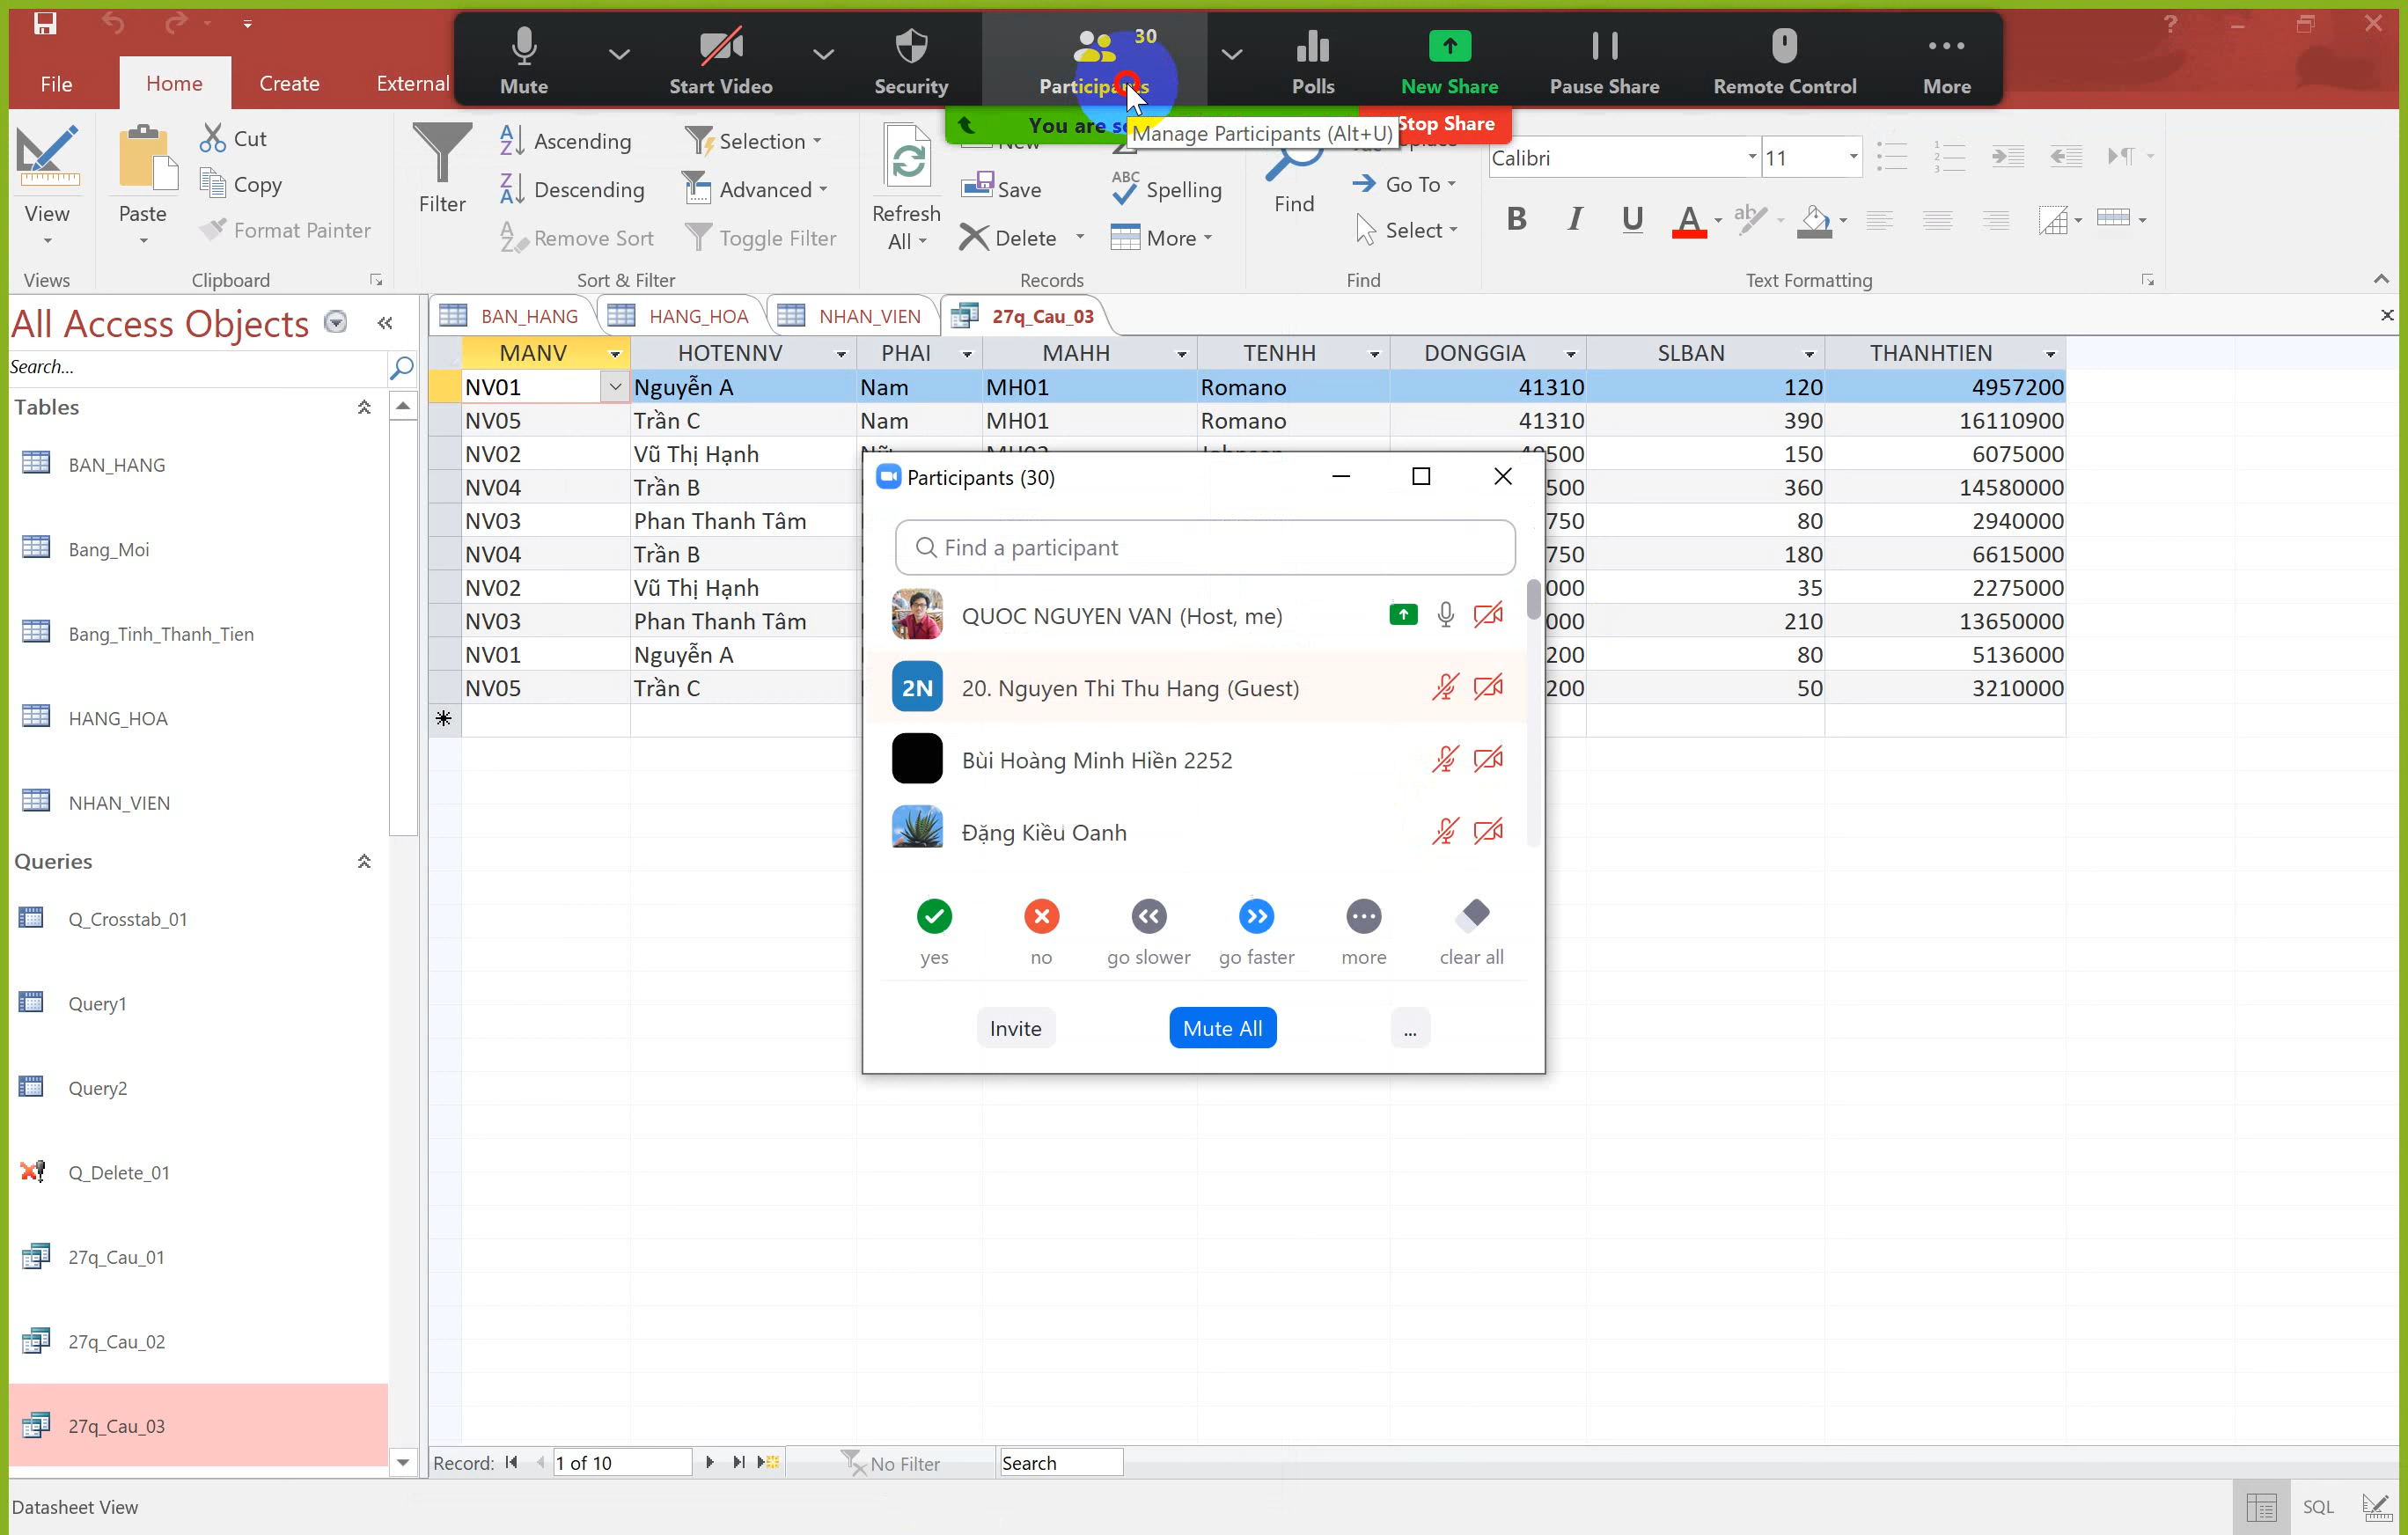 30
Mute
Start Video
Security
Participants
Polls
New Share
Pause Share
Remote Control
More
File
Home
Create
External
You are
Manage Participants (Alt+U)
Stop Share
Cut
Copy
Format Painter
View
Paste
Filter
Ascending
Descending
Remove Sort
Selection
Advanced
Toggle Filter
Refresh
All
Save
Delete
Spelling
More
Find
Go To
Select
Calibri
11
B I U A
Views
Clipboard
Sort & Filter
Records
Find
Text Formatting
All Access Objects
Search...
Tables
BAN_HANG
Bang_Moi
Bang_Tinh_Thanh_Tien
HANG_HOA
NHAN_VIEN
Queries
Q_Crosstab_01
Query1
Query2
Q_Delete_01
27q_Cau_01
27q_Cau_02
27q_Cau_03
BAN_HANG HANG_HOA NHAN_VIEN 27q_Cau_03
MANV HOTENNV PHAI MAHH TENHH DONGGIA SLBAN THANHTIEN
NV01 Nguyễn A Nam MH01 Romano 41310 120 4957200
NV05 Trần C Nam MH01 Romano 41310 390 16110900
NV02 Vũ Thị Hạnh 150 6075000
NV04 Trần B 360 14580000
NV03 Phan Thanh Tâm 80 2940000
NV04 Trần B 180 6615000
NV02 Vũ Thị Hạnh 35 2275000
NV03 Phan Thanh Tâm 210 13650000
NV01 Nguyễn A 80 5136000
NV05 Trần C 50 3210000
Participants (30)
Find a participant
QUOC NGUYEN VAN (Host, me)
2N 20. Nguyen Thi Thu Hang (Guest)
Bùi Hoàng Minh Hiền 2252
Đặng Kiều Oanh
yes no go slower go faster more clear all
Invite Mute All ...
Record: 1 of 10 No Filter Search
Datasheet View
SQL